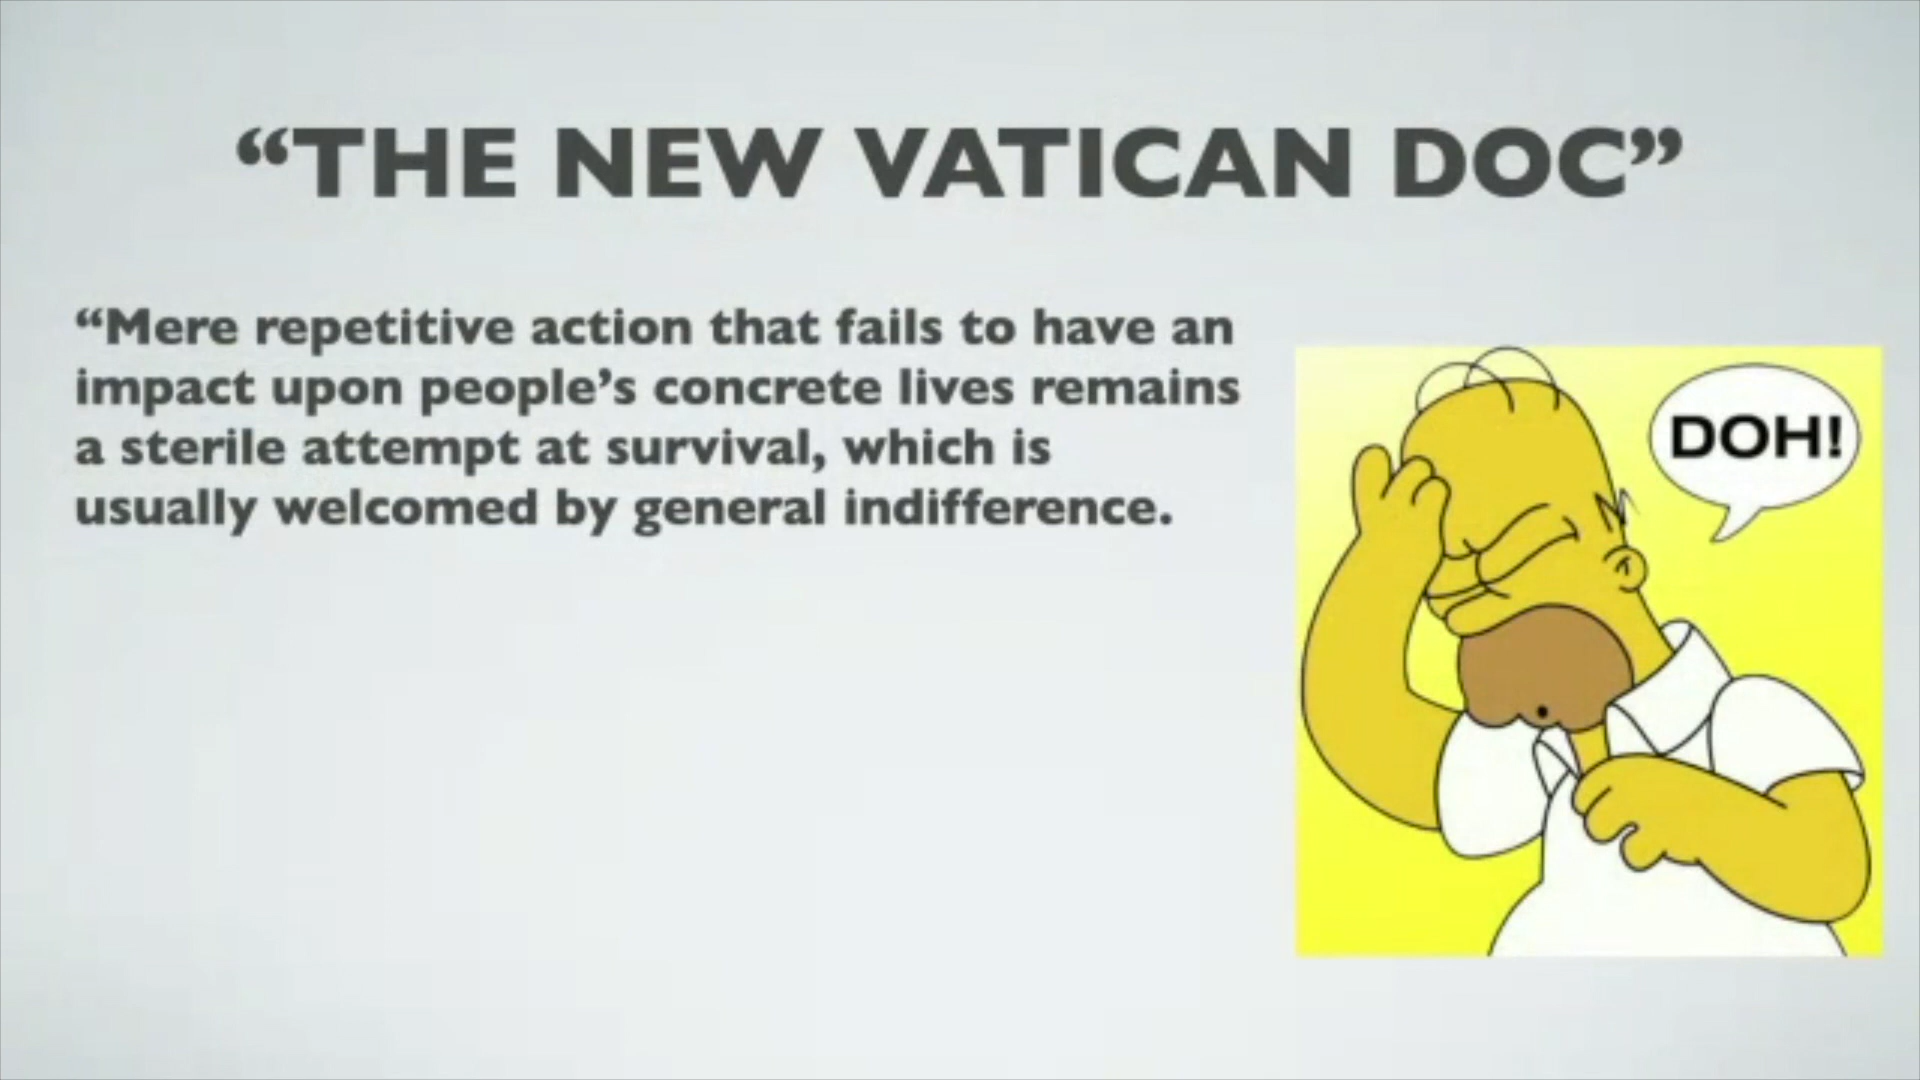 “THE NEW VATICAN DOC”
“Mere repetitive action that fails to have an
impact upon people’s concrete lives remains
a sterile attempt at survival, which is
usually welcomed by general indifference.
DOH!